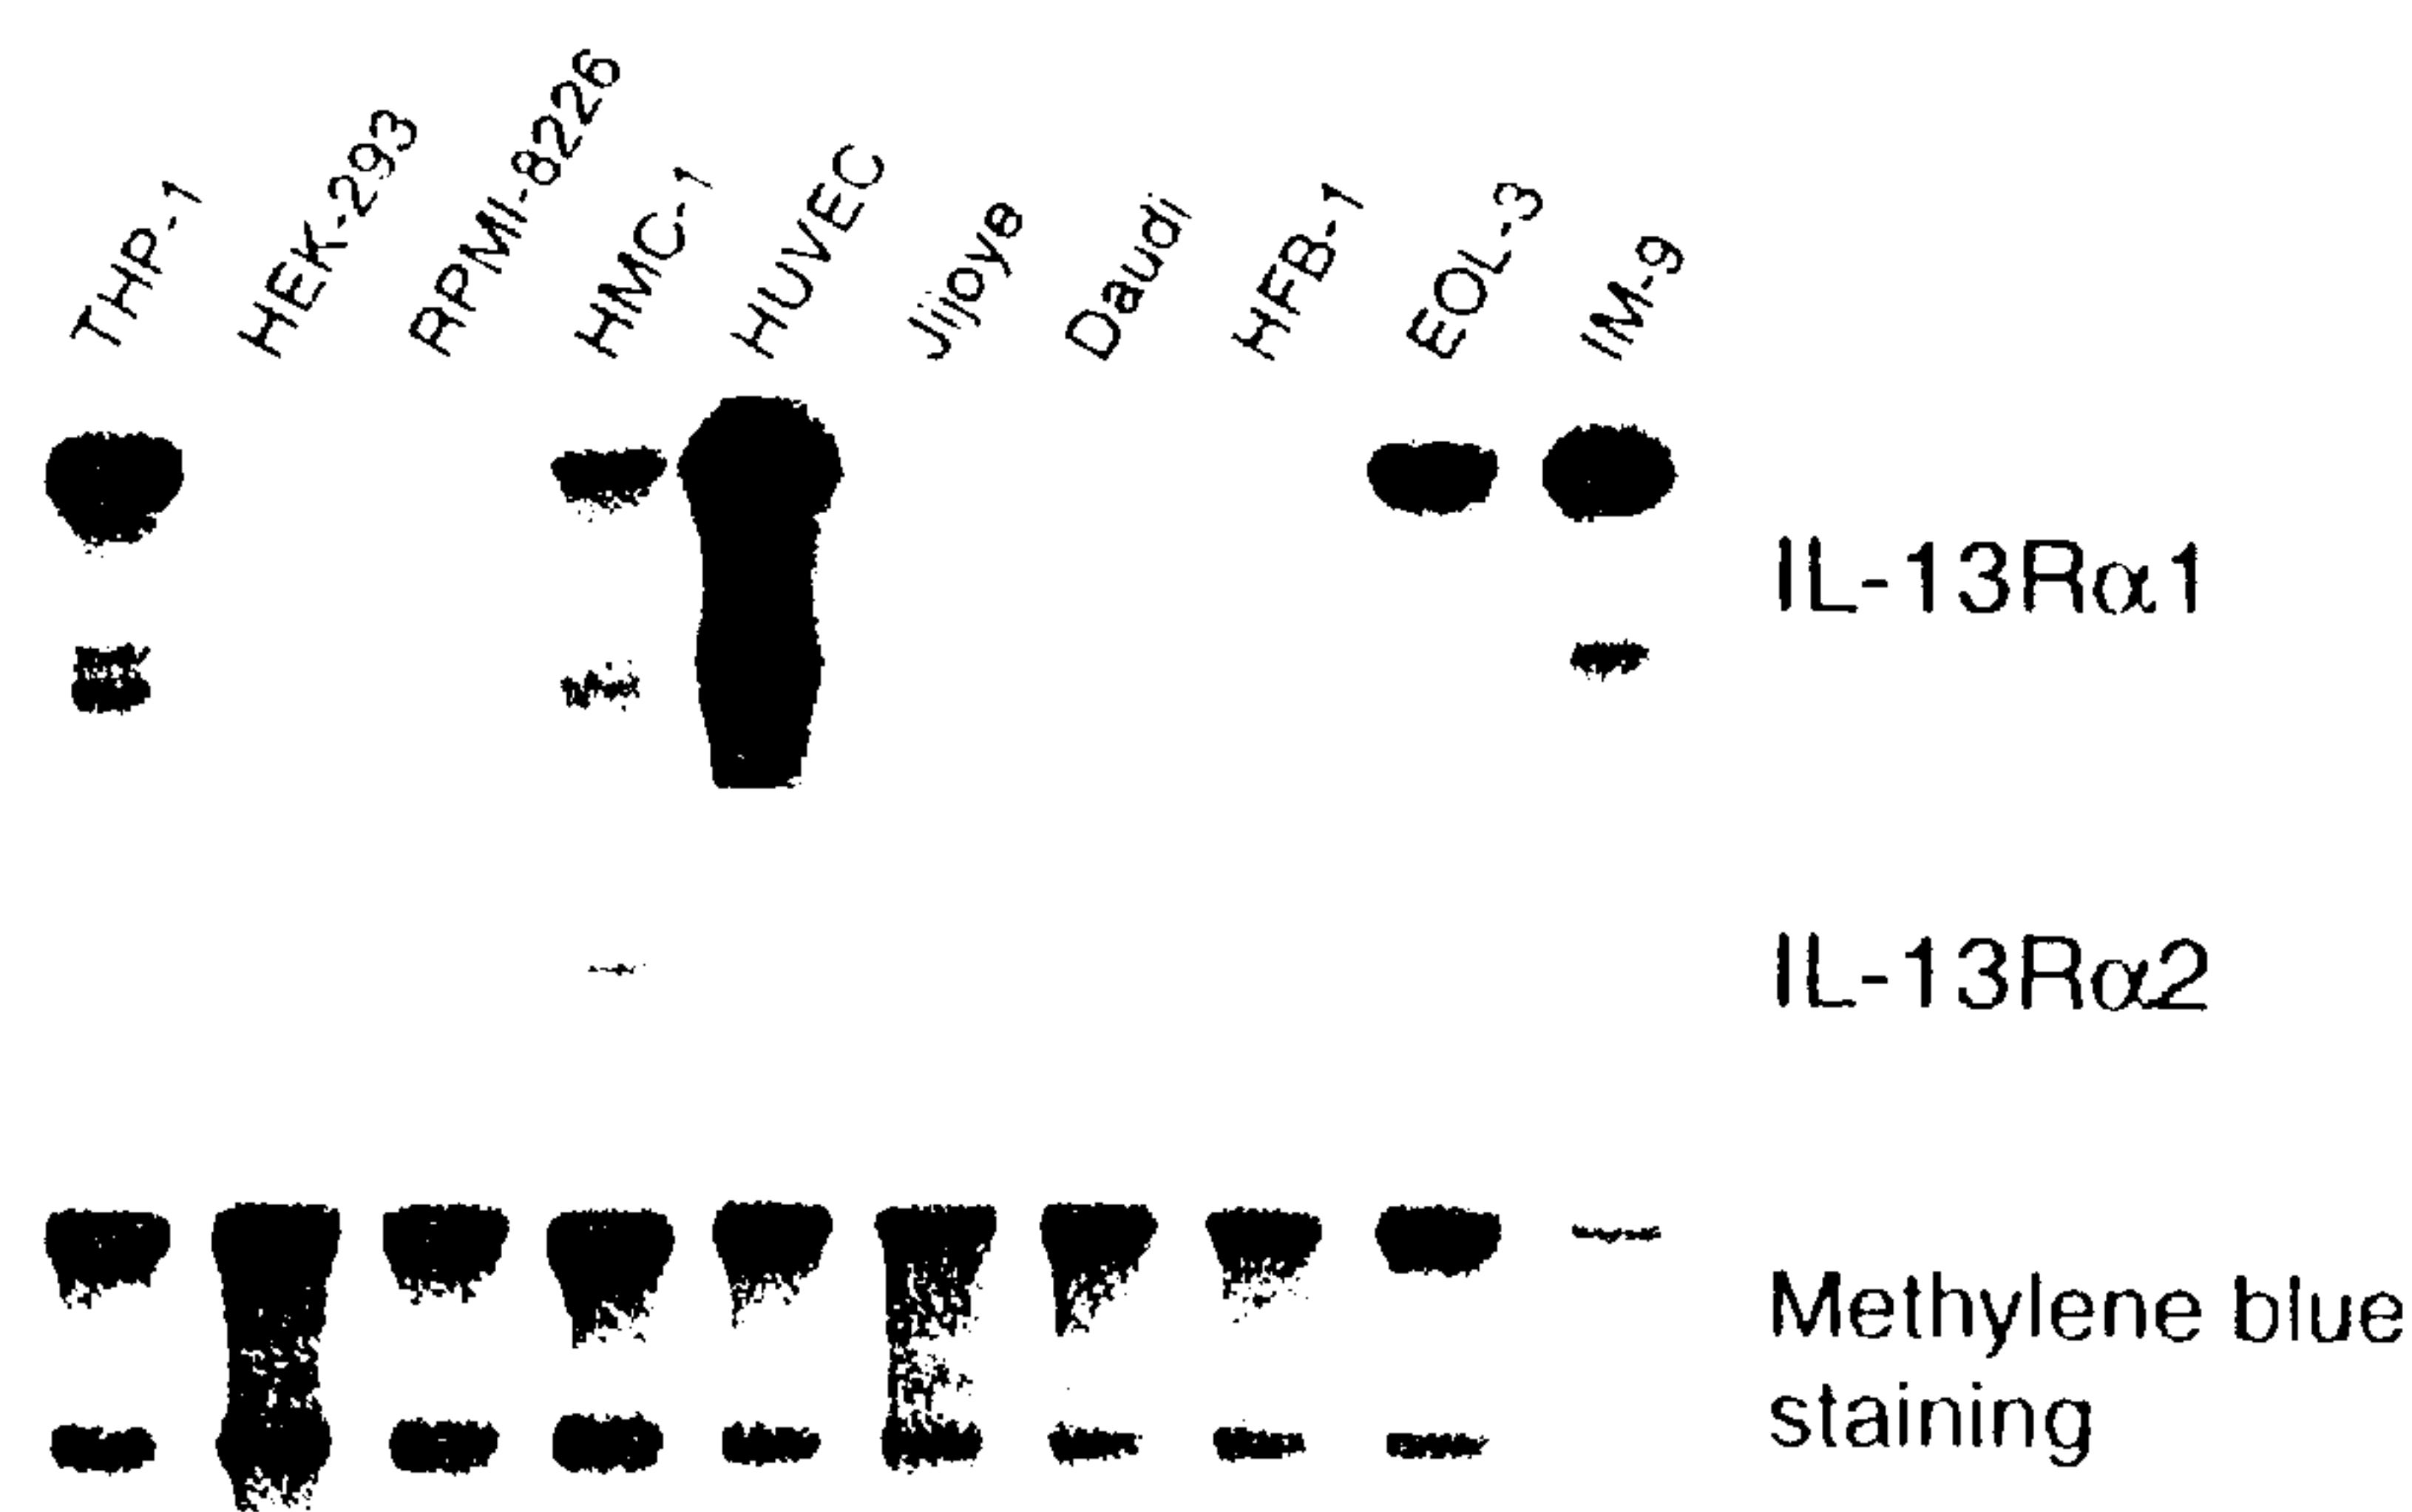 THP-1
HEK-293
RPMI-8226
HMC-1
HUVEC
Jijoye
Daudi
HFB-1
EOL-3
IM-9
IL-13Rα1
IL-13Rα2
Methylene blue
staining